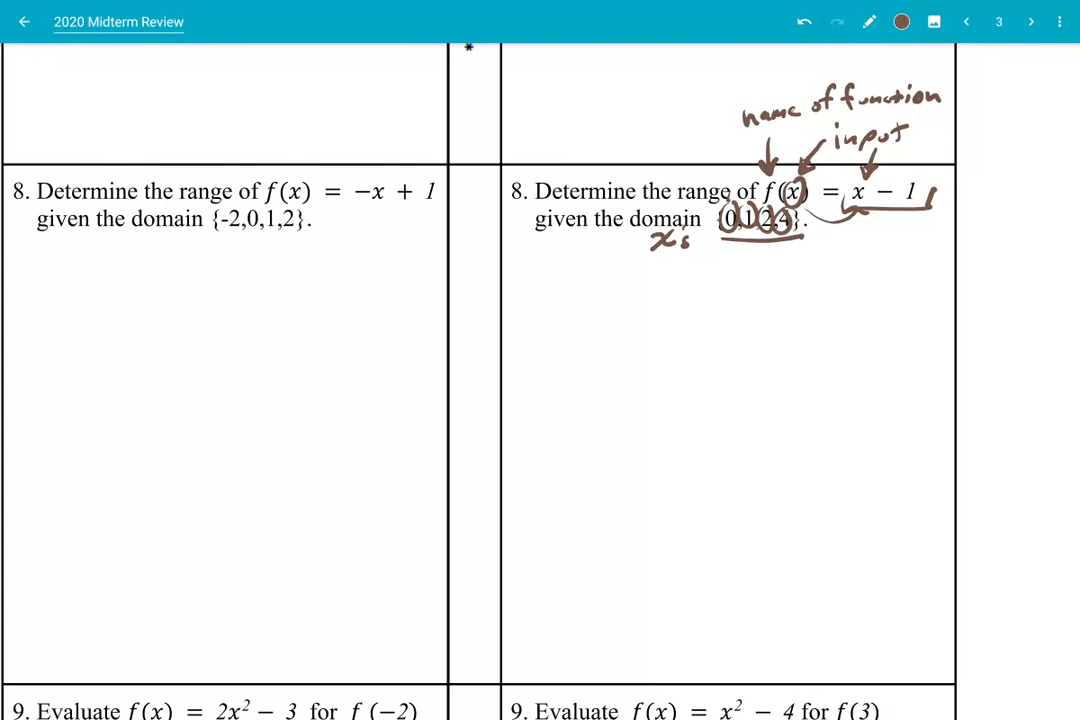 2020 Midterm Review
3
*
name of function
input
8. Determine the range of f(x) = −x + 1
given the domain {-2,0,1,2}.
8. Determine the range of f(x) = x − 1
given the domain {0,1,2,4}.
x's
9. Evaluate f(x) = 2x² − 3 for f(−2)
9. Evaluate f(x) = x² − 4 for f(3)